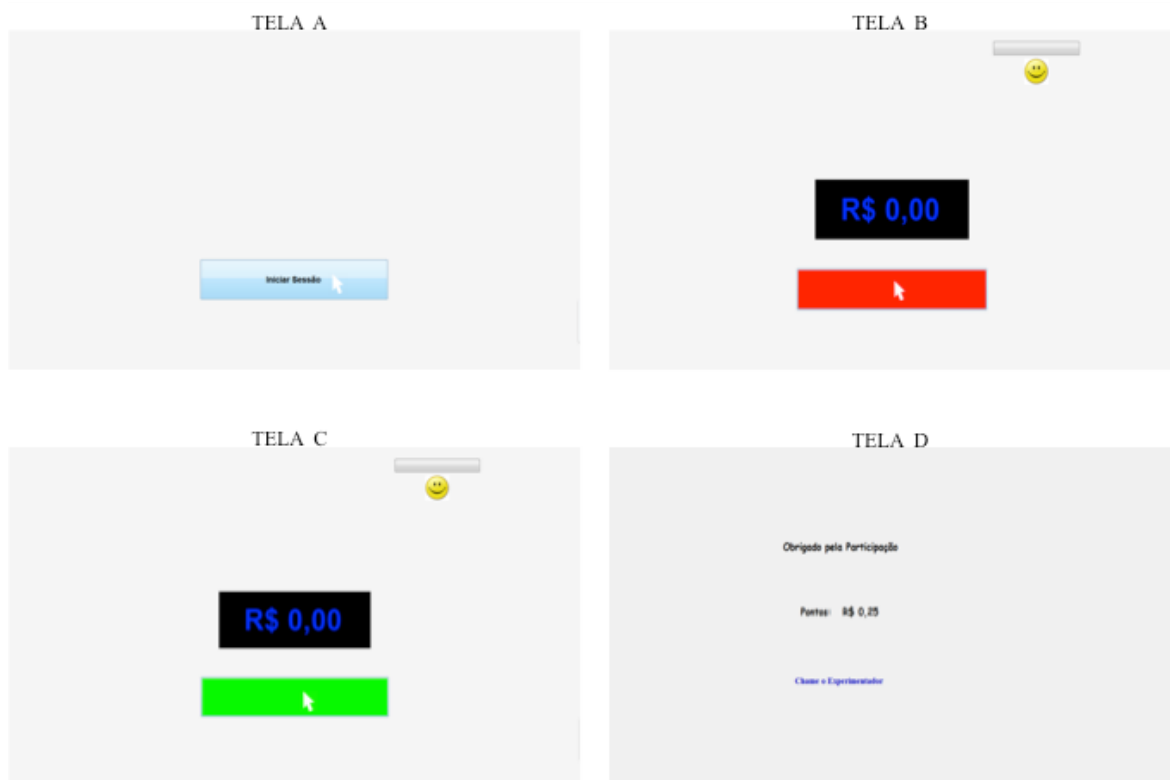 TELA A
TELA B
Iniciar Sessão
R$ 0,00
TELA C
TELA D
R$ 0,00
Obrigado pela Participação
Pontos: R$ 0,25
Chame o Experimentador